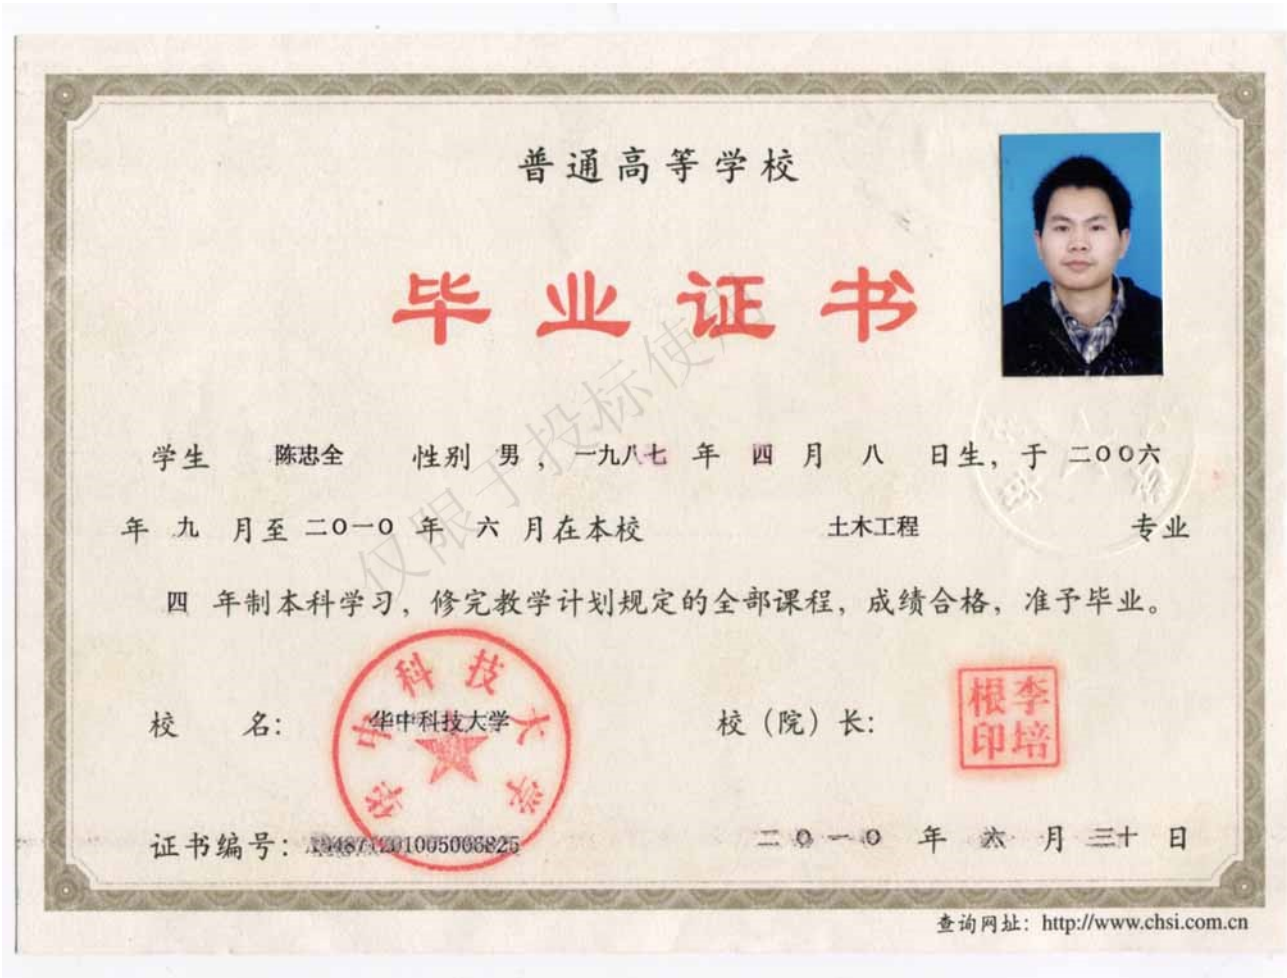 普通高等学校
毕业证书
学生 陈忠全 性别 男，一九八七 年 四 月 八 日生，于 二〇〇六
年 九 月至 二〇一〇 年 六 月在本校 土木工程 专业
四 年制本科学习，修完教学计划规定的全部课程，成绩合格，准予毕业。
校 名： 华中科技大学 校（院）长：
华中科技大学
李培根印
证书编号：
二〇一〇 年 六 月 三十 日
查询网址：http://www.chsi.com.cn
仅限于投标使用